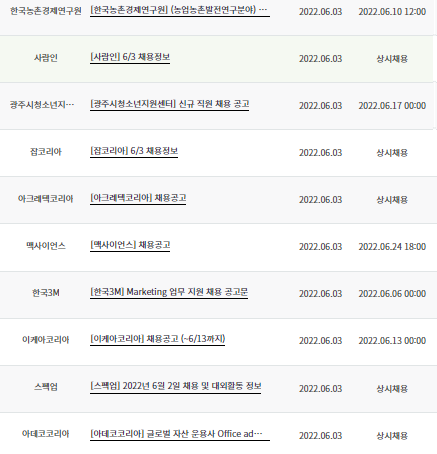 한국농촌경제연구원 [한국농촌경제연구원] (농업농촌발전연구분야) ··· 2022.06.03 2022.06.10 12:00
사람인 [사람인] 6/3 채용정보 2022.06.03 상시채용
광주시청소년지··· [광주시청소년지원센터] 신규 직원 채용 공고 2022.06.03 2022.06.17 00:00
잡코리아 [잡코리아] 6/3 채용정보 2022.06.03 상시채용
아크레텍코리아 [아크레텍코리아] 채용공고 2022.06.03 상시채용
맥사이언스 [맥사이언스] 채용공고 2022.06.03 2022.06.24 18:00
한국3M [한국3M] Marketing 업무 지원 채용 공고문 2022.06.03 2022.06.06 00:00
이케아코리아 [이케아코리아] 채용공고 (~6/13까지) 2022.06.03 2022.06.13 00:00
스펙업 [스펙업] 2022년 6월 2일 채용 및 대외활동 정보 2022.06.03 상시채용
아데코코리아 [아데코코리아] 글로벌 자산 운용사 Office ad··· 2022.06.03 상시채용